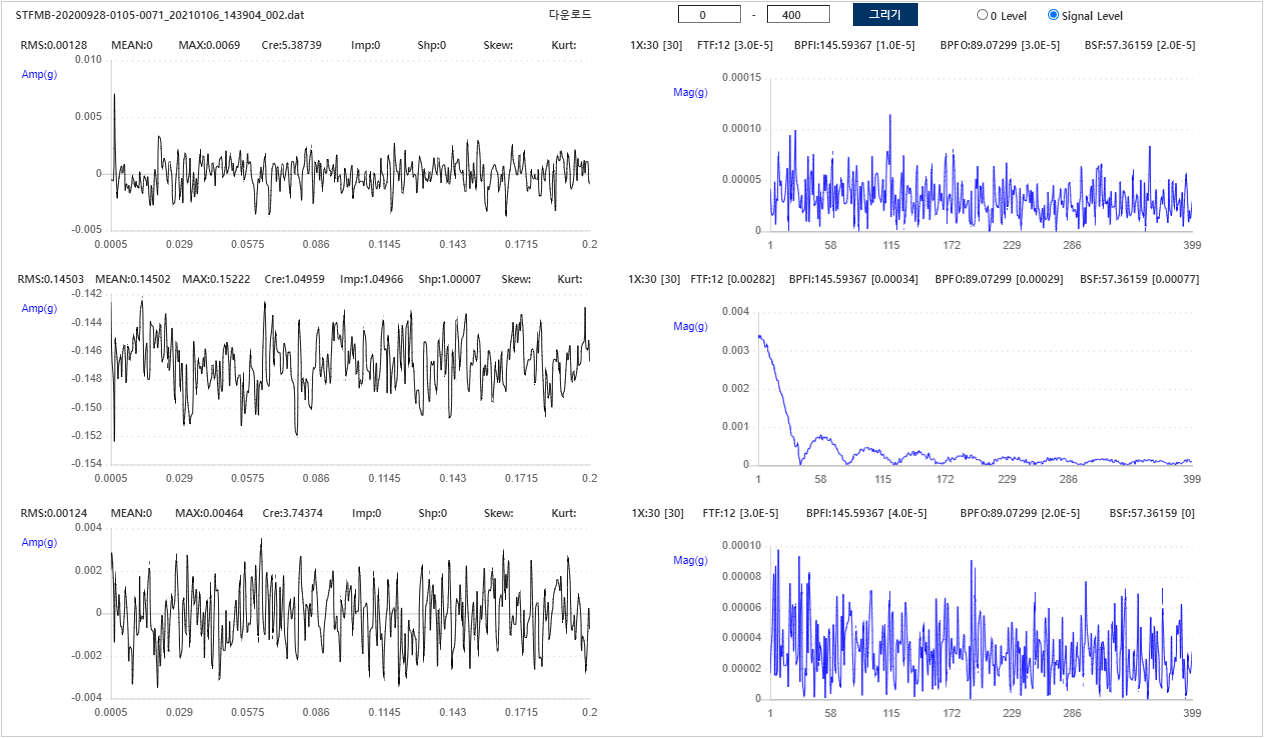 STFMB-20200928-0105-0071_20210106_143904_002.dat 다운로드 0 - 400 그리기 0 Level Signal Level
RMS:0.00128 MEAN:0 MAX:0.0069 Cre:5.38739 Imp:0 Shp:0 Skew: Kurt:
Amp(g)
0.010
0.005
0
-0.005
0.0005 0.029 0.0575 0.086 0.1145 0.143 0.1715 0.2
1X:30 [30] FTF:12 [3.0E-5] BPFI:145.59367 [1.0E-5] BPFO:89.07299 [3.0E-5] BSF:57.36159 [2.0E-5]
Mag(g)
0.00015
0.00010
0.00005
0
1 58 115 172 229 286 399
RMS:0.14503 MEAN:0.14502 MAX:0.15222 Cre:1.04959 Imp:1.04966 Shp:1.00007 Skew: Kurt:
Amp(g)
-0.142
-0.144
-0.146
-0.148
-0.150
-0.152
-0.154
0.0005 0.029 0.0575 0.086 0.1145 0.143 0.1715 0.2
1X:30 [30] FTF:12 [0.00282] BPFI:145.59367 [0.00034] BPFO:89.07299 [0.00029] BSF:57.36159 [0.00077]
Mag(g)
0.004
0.003
0.002
0.001
0
1 58 115 172 229 286 399
RMS:0.00124 MEAN:0 MAX:0.00464 Cre:3.74374 Imp:0 Shp:0 Skew: Kurt:
Amp(g)
0.004
0.002
0
-0.002
-0.004
0.0005 0.029 0.0575 0.086 0.1145 0.143 0.1715 0.2
1X:30 [30] FTF:12 [3.0E-5] BPFI:145.59367 [4.0E-5] BPFO:89.07299 [2.0E-5] BSF:57.36159 [0]
Mag(g)
0.00010
0.00008
0.00006
0.00004
0.00002
0
1 58 115 172 229 286 399